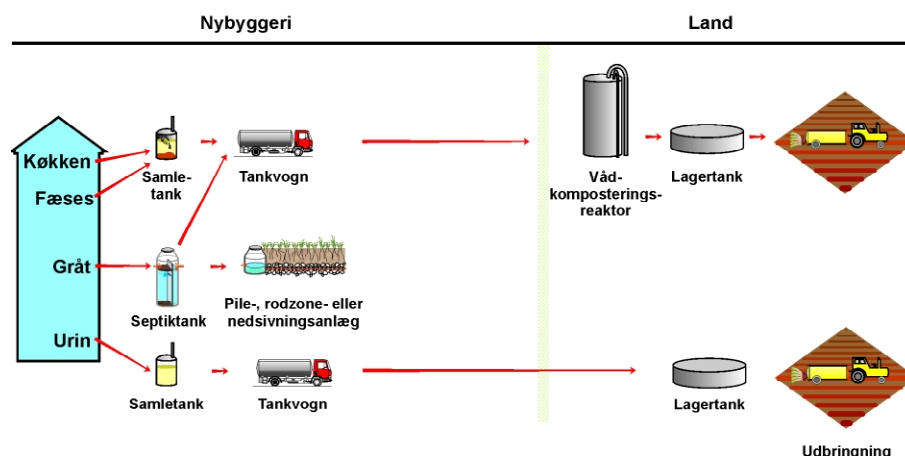 Nybyggeri
Land
Køkken
Fæses
Samle-
tank
Tankvogn
Våd-
komposterings-
reaktor
Lagertank
Gråt
Septiktank
Pile-, rodzone- eller
nedsivningsanlæg
Urin
Samletank
Tankvogn
Lagertank
Udbringning